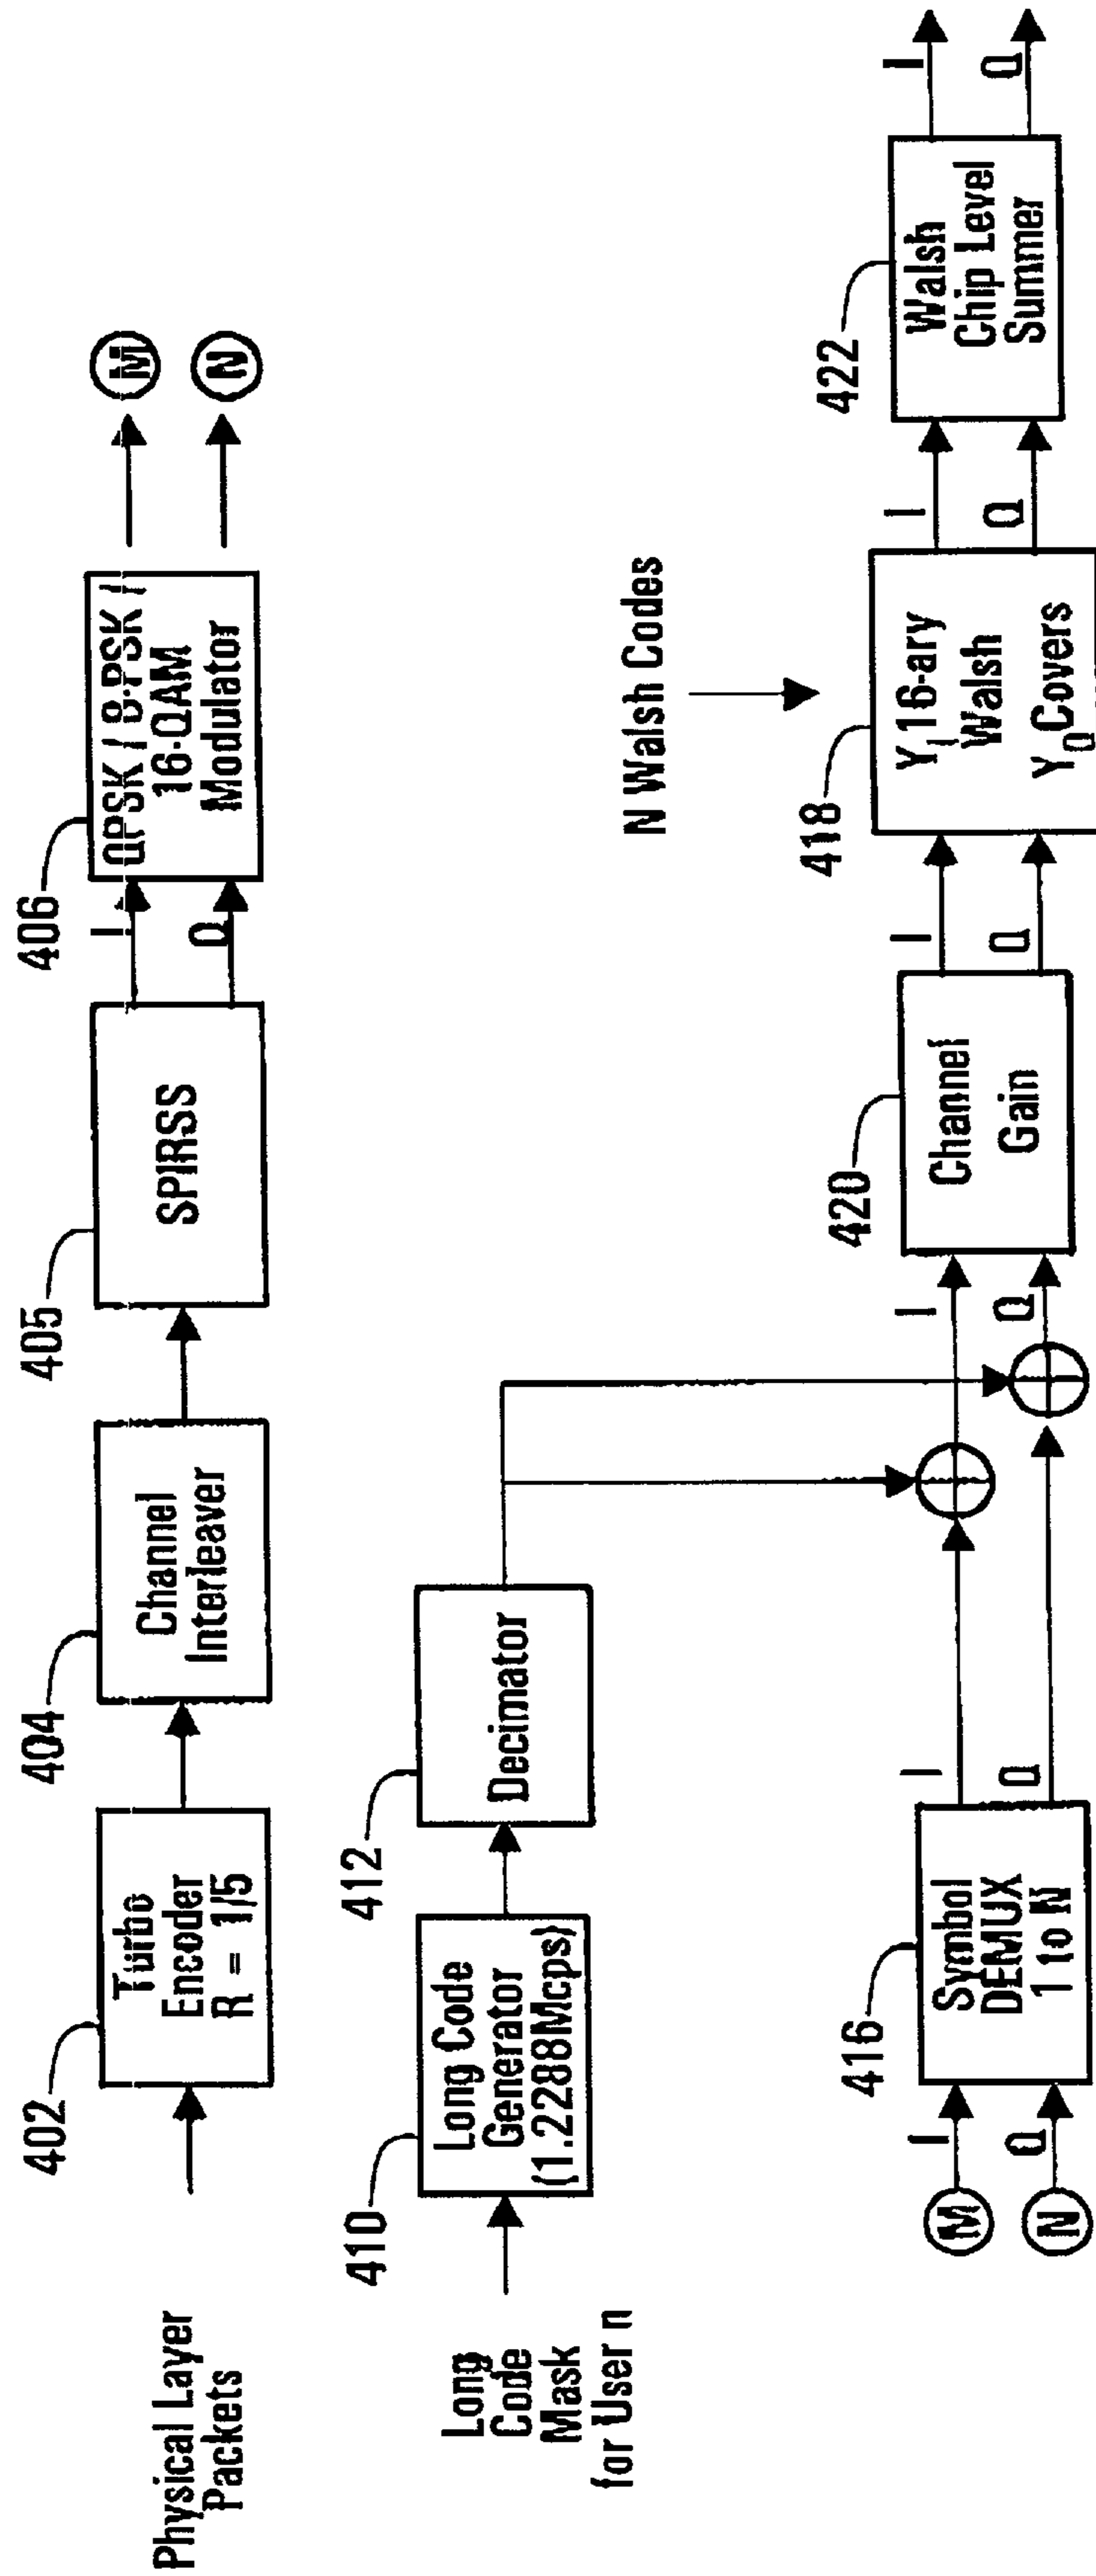 Physical Layer
Packets
402
Turbo
Encoder
R = 1/5
404
Channel
Interleaver
405
SPIRSS
I
Q
406
QPSK / 8-PSK /
16-QAM
Modulator
M
N
Long
Code
Mask
for User n
410
Long Code
Generator
(1.2288Mcps)
412
Decimator
M
N
I
Q
416
Symbol
DEMUX
1 to N
I
Q
I
Q
420
Channel
Gain
I
Q
N Walsh Codes
418
Y I 16-ary
Walsh
Y Q Covers
I
Q
422
Walsh
Chip Level
Summer
I
Q